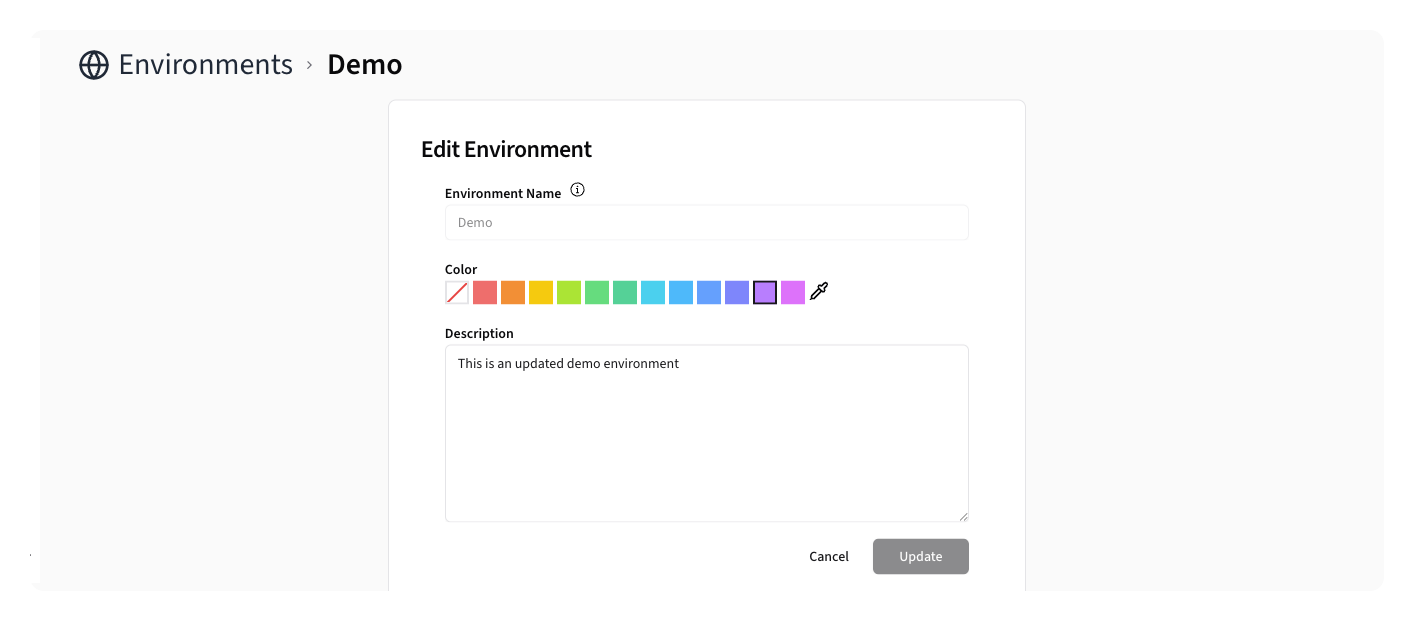 Environments › Demo
Edit Environment
Environment Name
Demo
Color
Description
This is an updated demo environment
Cancel Update